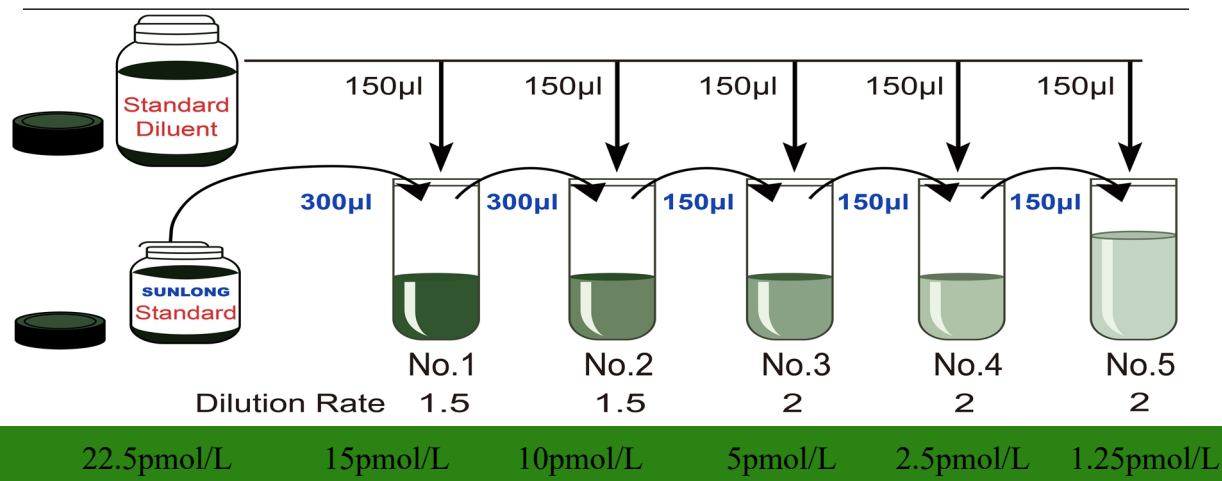 150µl 150µl 150µl 150µl 150µl
Standard
Diluent
300µl 300µl 150µl 150µl 150µl
SUNLONG
Standard
No.1 No.2 No.3 No.4 No.5
Dilution Rate 1.5 1.5 2 2 2
22.5pmol/L 15pmol/L 10pmol/L 5pmol/L 2.5pmol/L 1.25pmol/L